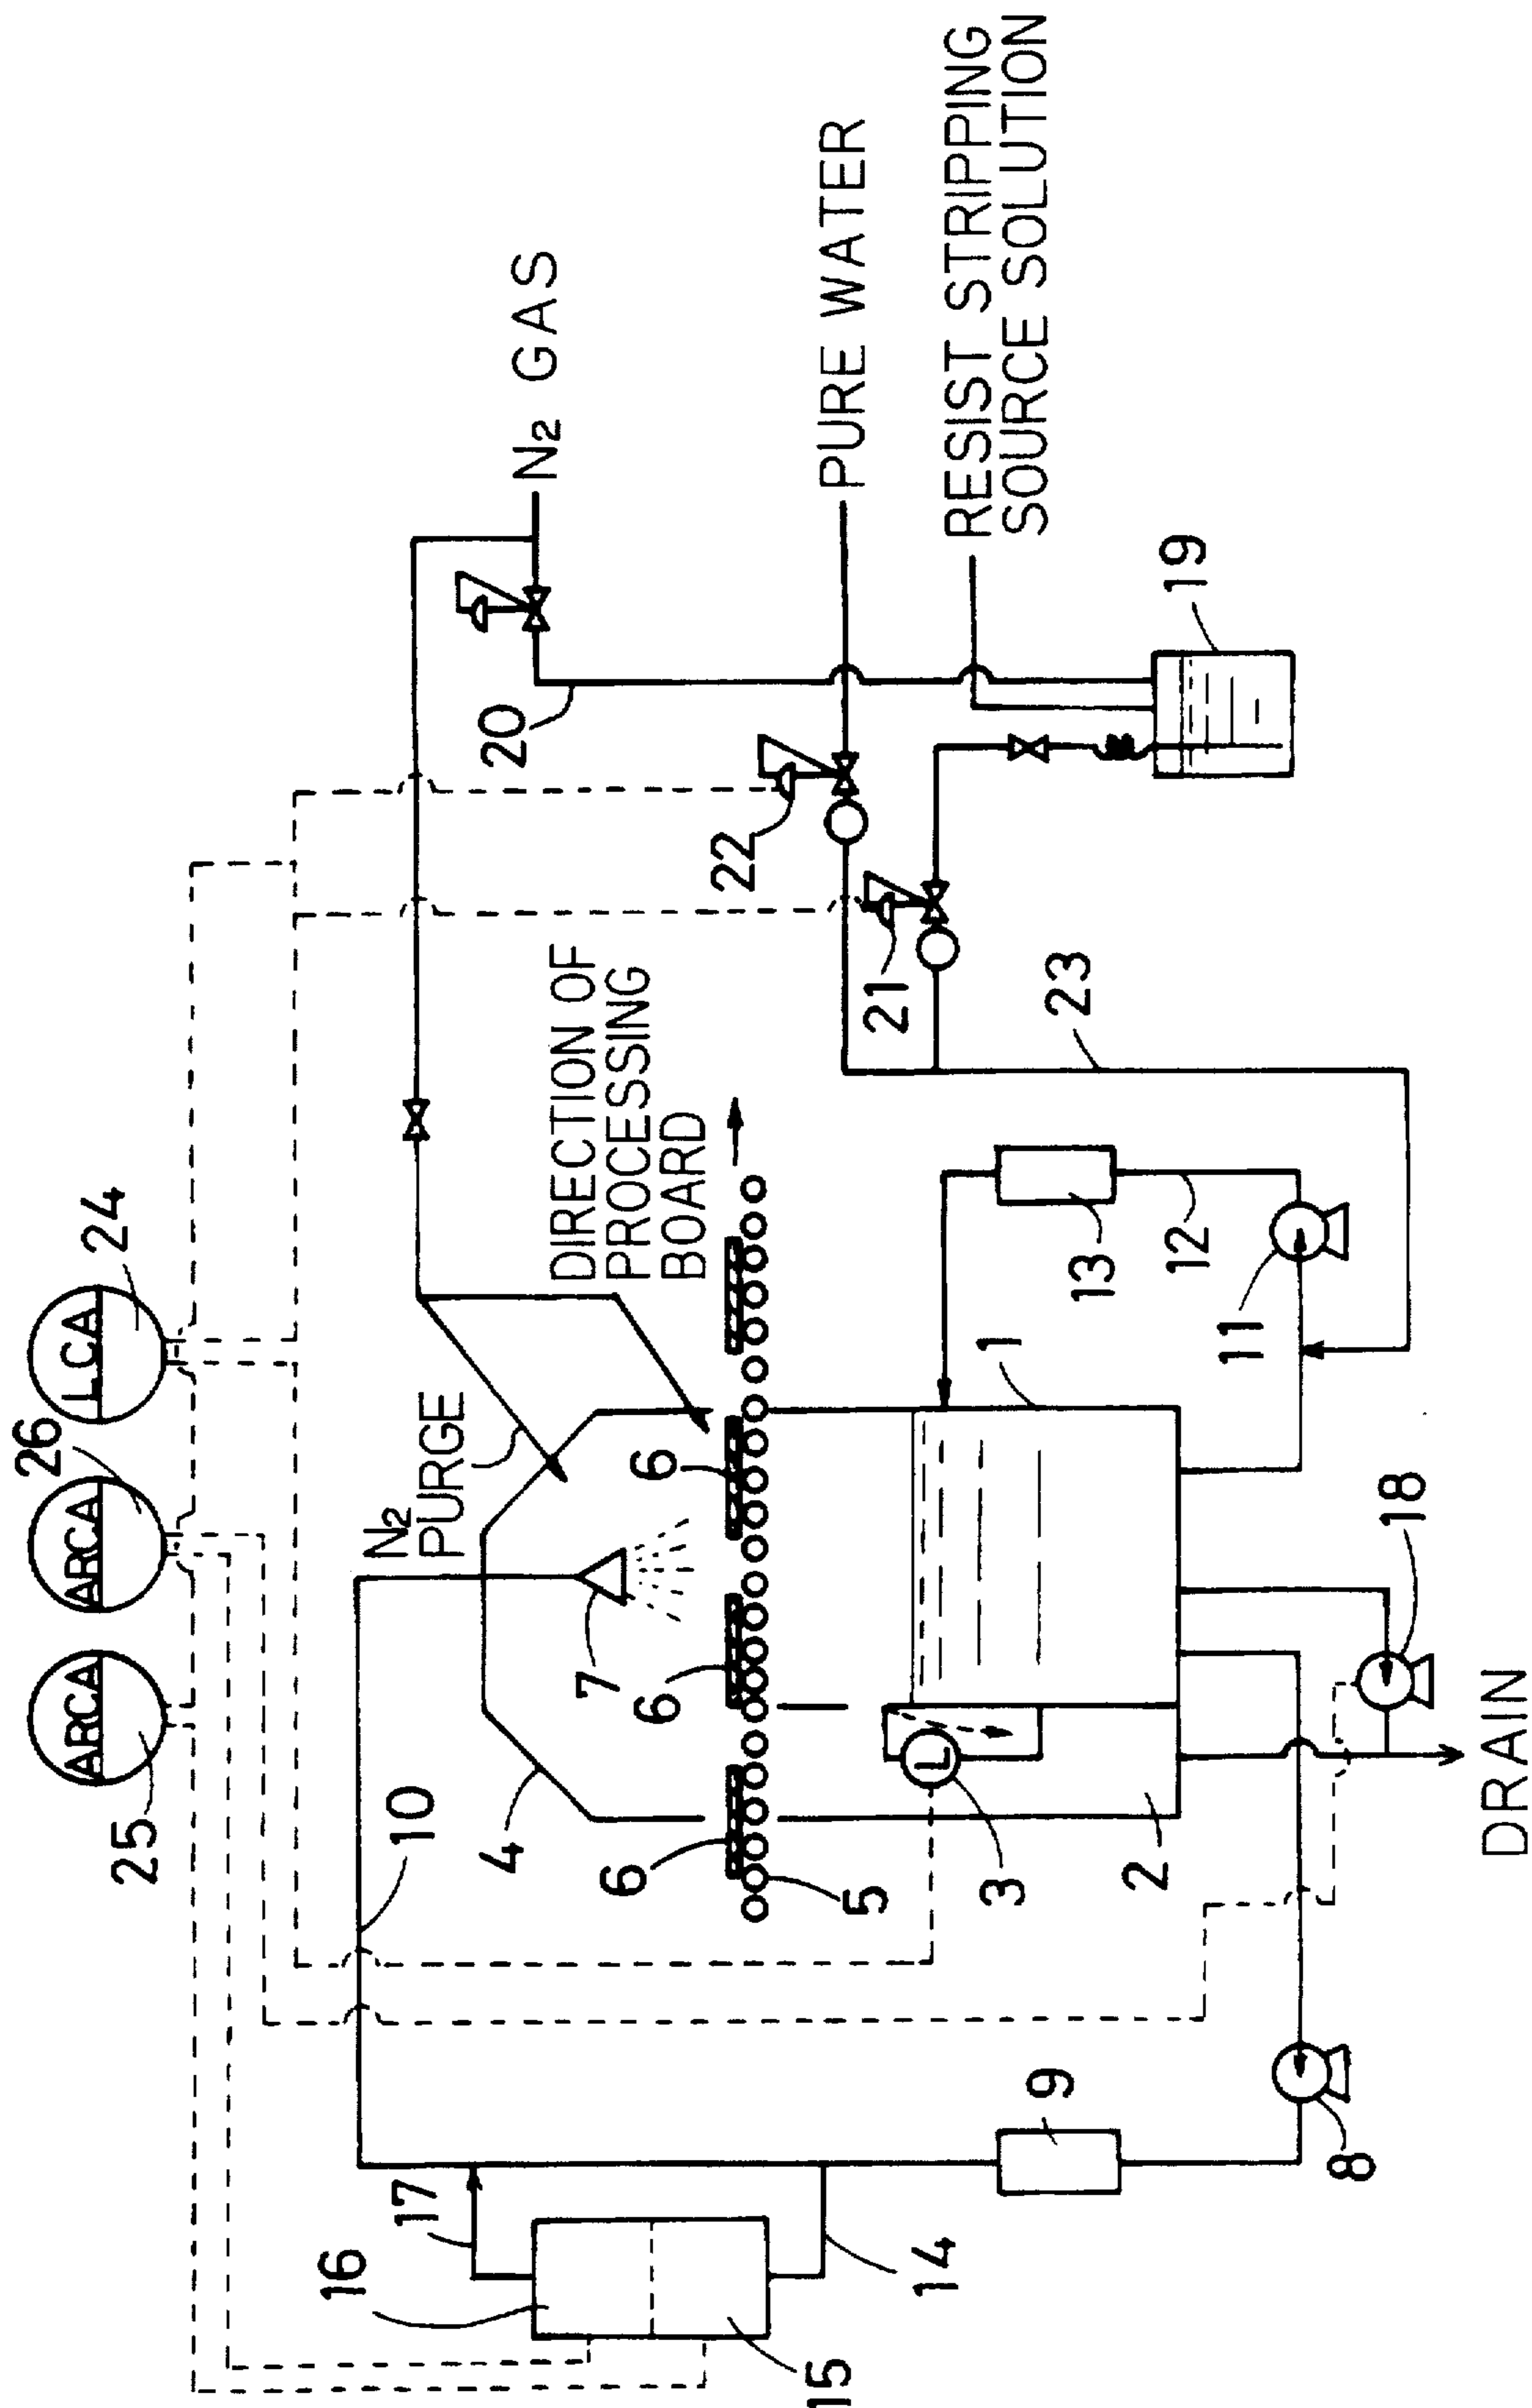 ARCA
25
ARCA
26
LCA
24
N2 GAS
PURE WATER
RESIST STRIPPING
SOURCE SOLUTION
N2
PURGE
DIRECTION OF
PROCESSING
BOARD
10
4
7
6
6
6
5
3
L
2
1
13
12
11
23
21
22
20
19
18
DRAIN
8
9
14
15
16
17